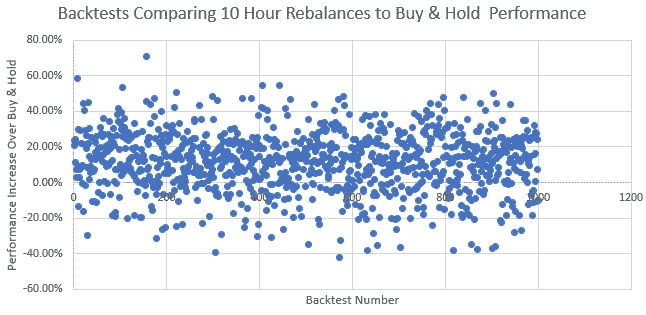 Backtests Comparing 10 Hour Rebalances to Buy & Hold Performance
Performance Increase Over Buy & Hold
80.00%
60.00%
40.00%
20.00%
0.00%
-20.00%
-40.00%
-60.00%
0 200 400 600 800 1000 1200
Backtest Number